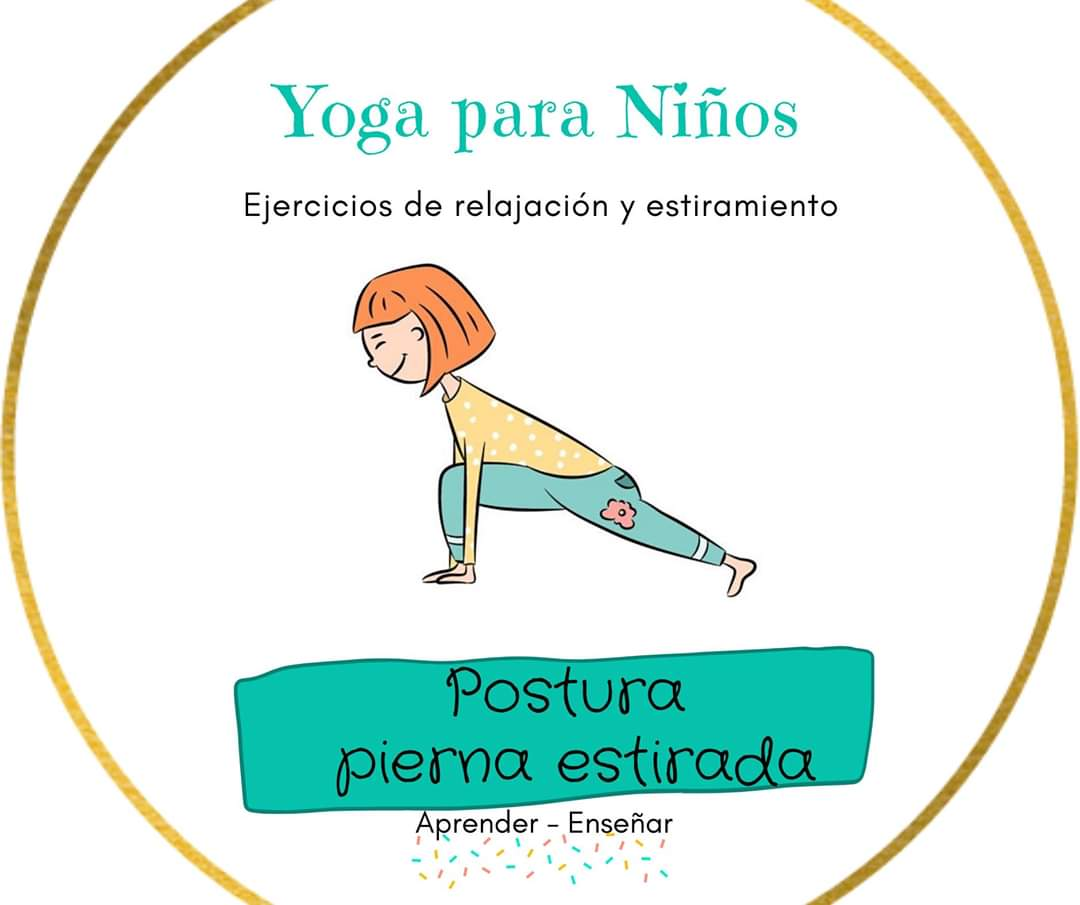 Yoga para Niños
Ejercicios de relajación y estiramiento
Postura
pierna estirada
Aprender - Enseñar